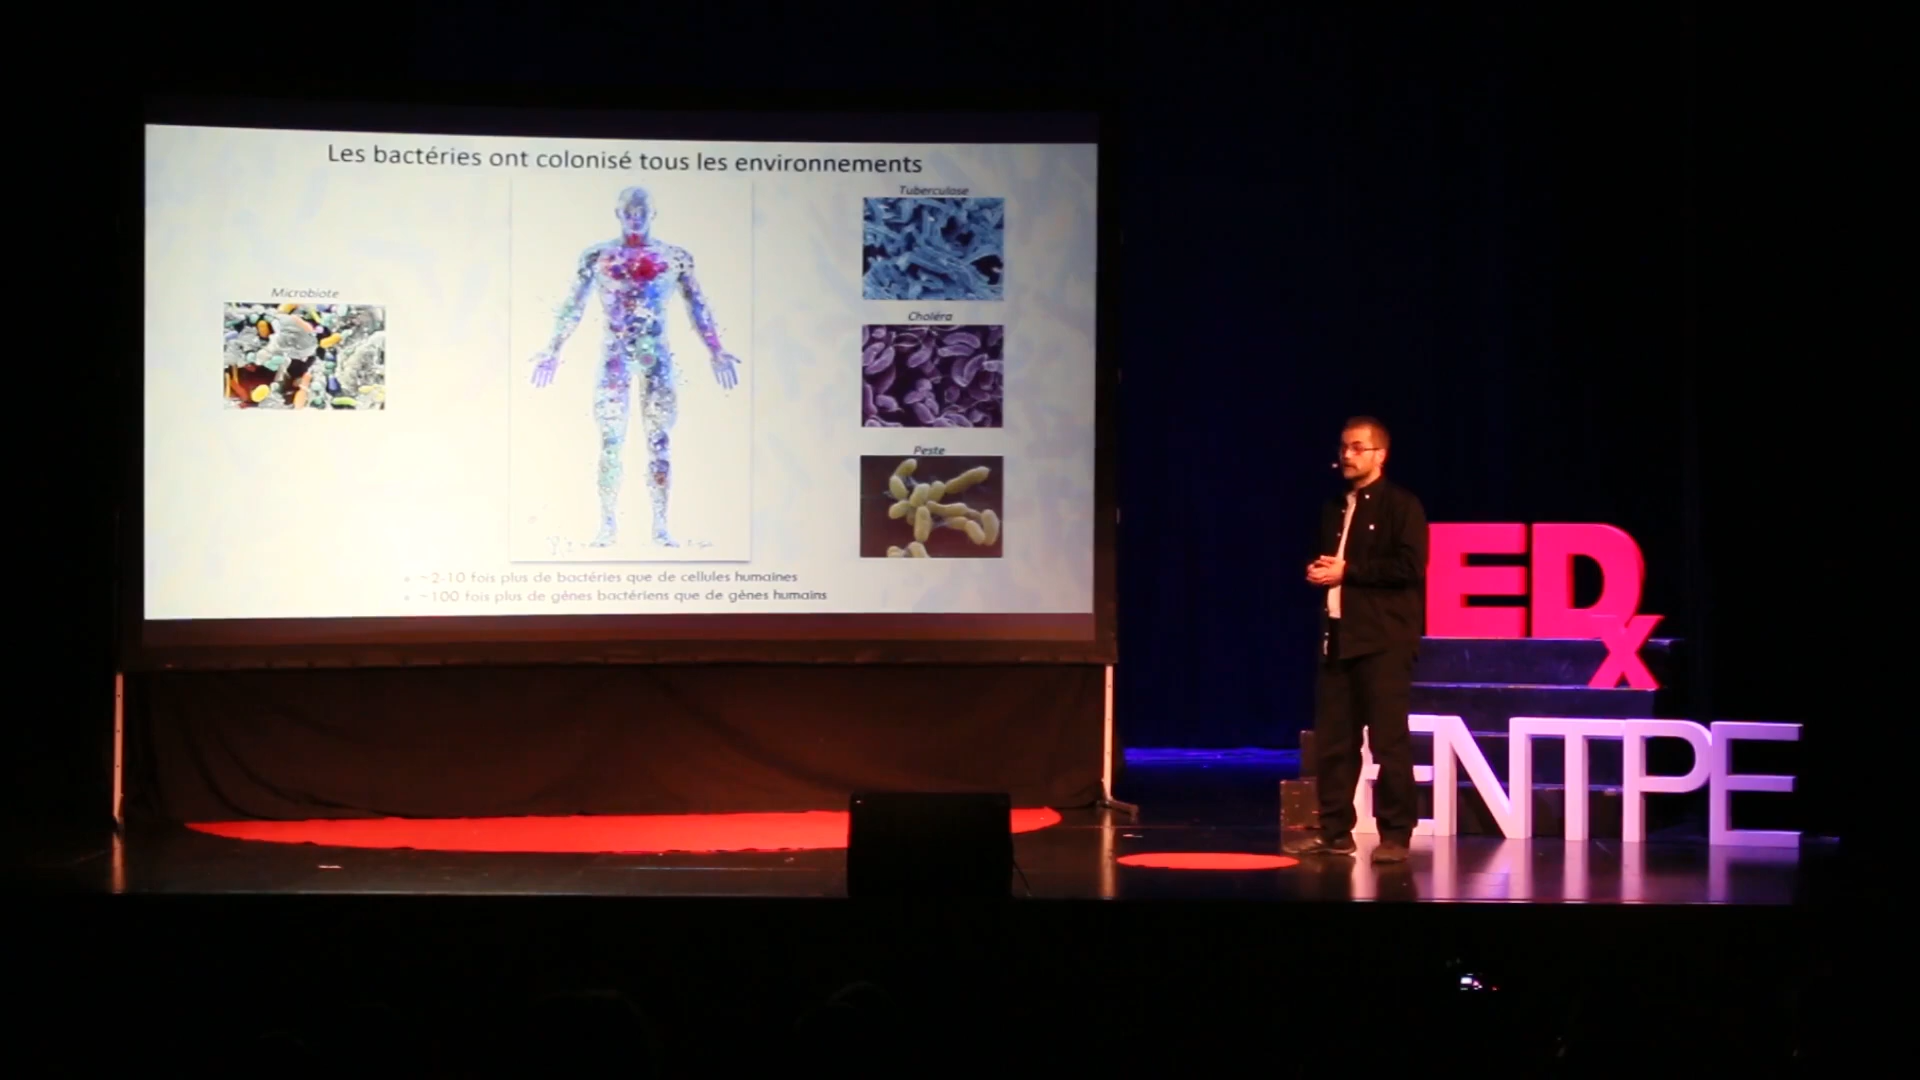 Les bactéries ont colonisé tous les environnements
Tuberculose
Microbiote
Choléra
Peste
~2-10 fois plus de bactéries que de cellules humaines
~100 fois plus de gènes bactériens que de gènes humains
EDx
ENTPE